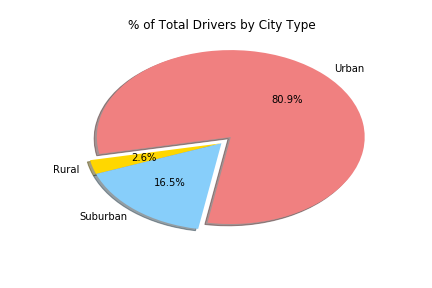 % of Total Drivers by City Type
Urban
80.9%
2.6%
Rural
16.5%
Suburban